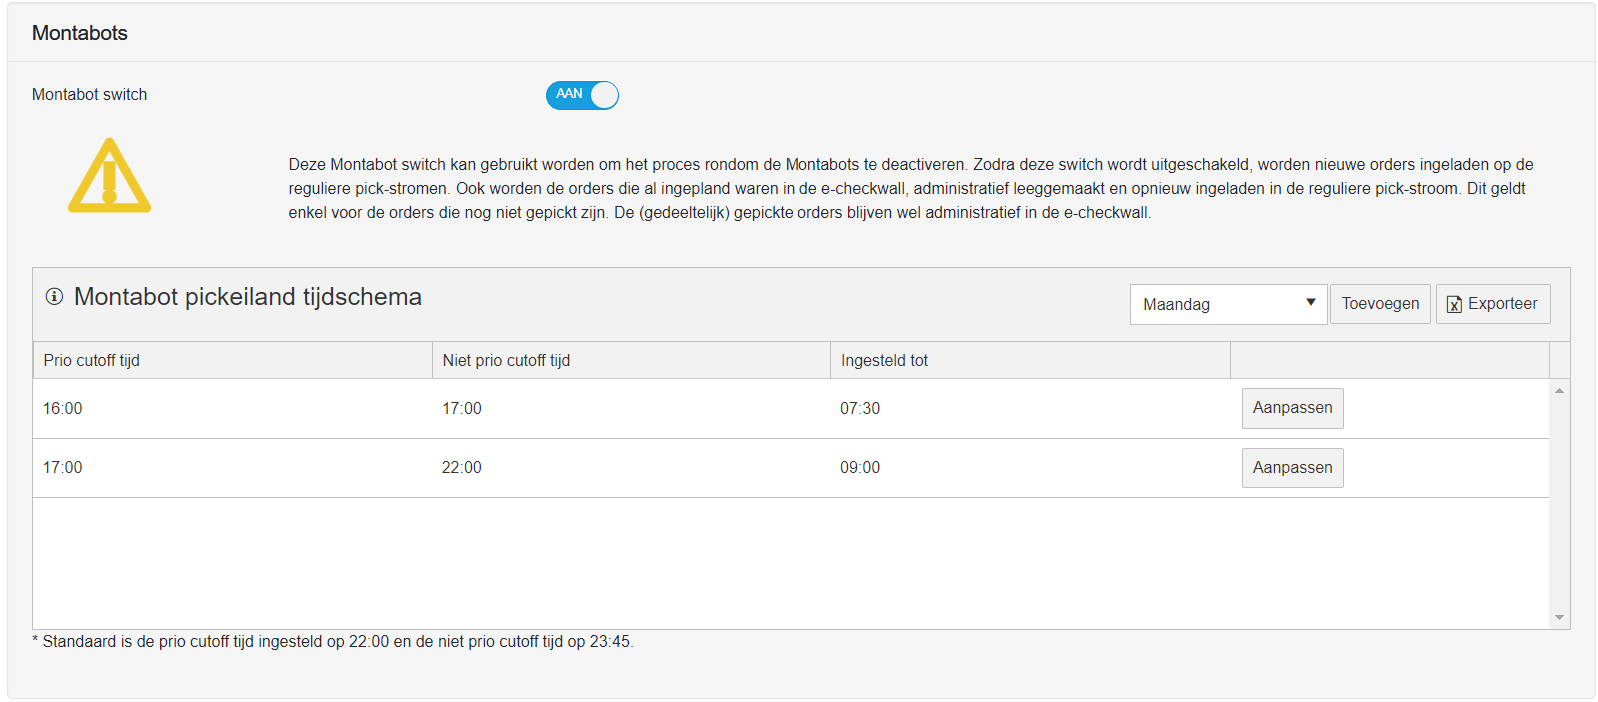 Montabots
Montabot switch
AAN
Deze Montabot switch kan gebruikt worden om het proces rondom de Montabots te deactiveren. Zodra deze switch wordt uitgeschakeld, worden nieuwe orders ingeladen op de
reguliere pick-stromen. Ook worden de orders die al ingepland waren in de e-checkwall, administratief leeggemaakt en opnieuw ingeladen in de reguliere pick-stroom. Dit geldt
enkel voor de orders die nog niet gepickt zijn. De (gedeeltelijk) gepickte orders blijven wel administratief in de e-checkwall.
Montabot pickeiland tijdschema
Maandag
Toevoegen
Exporteer
Prio cutoff tijd Niet prio cutoff tijd Ingesteld tot
16:00 17:00 07:30 Aanpassen
17:00 22:00 09:00 Aanpassen
* Standaard is de prio cutoff tijd ingesteld op 22:00 en de niet prio cutoff tijd op 23:45.